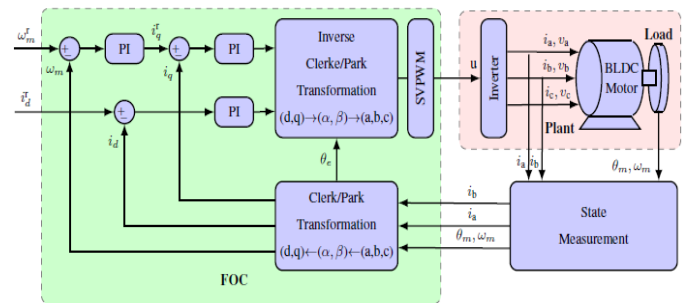 ω_m^r
i_q^r
PI
PI
Inverse
Clerke/Park
Transformation
(d,q)→(α, β)→(a,b,c)
SVPWM
u
Inverter
i_a, v_a
i_b, v_b
i_c, v_c
BLDC
Motor
Load
Plant
ω_m
i_q
i_d^r
PI
i_d
θ_e
i_a
i_b
θ_m, ω_m
Clerk/Park
Transformation
(d,q)←(α, β)←(a,b,c)
i_b
i_a
θ_m, ω_m
State
Measurement
FOC